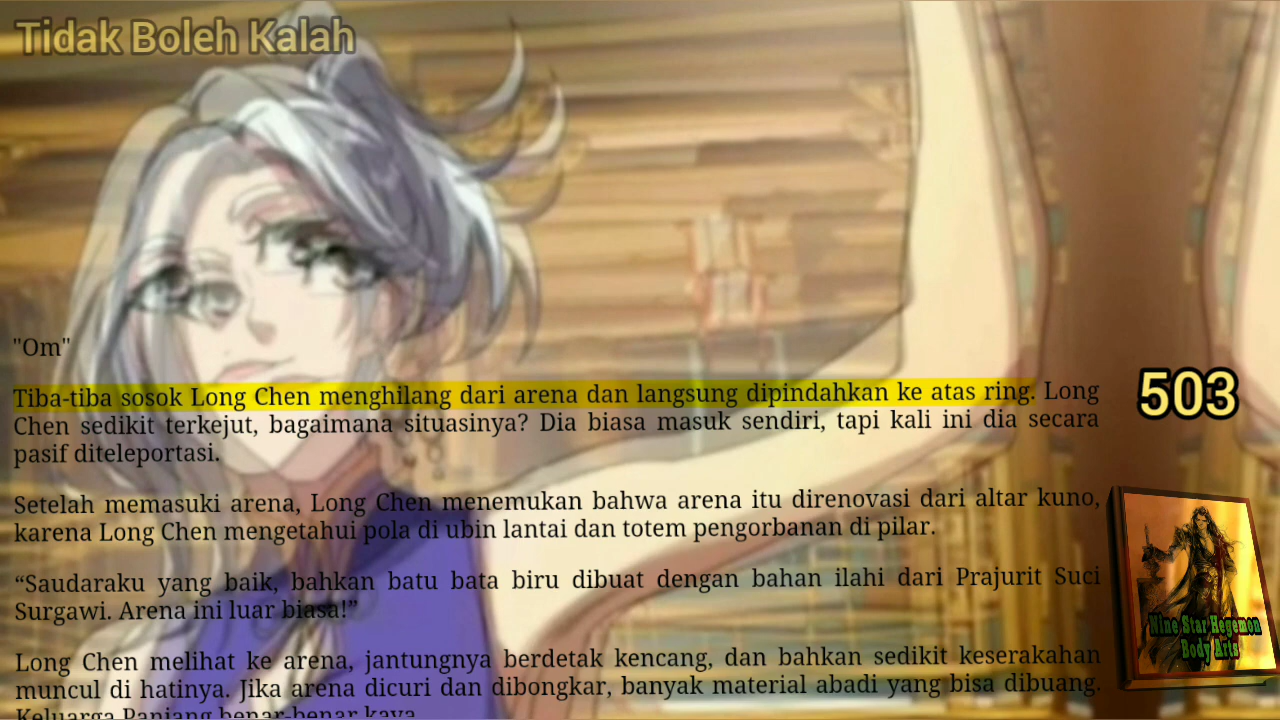 Tidak Boleh Kalah
"Om"
Tiba-tiba sosok Long Chen menghilang dari arena dan langsung dipindahkan ke atas ring. Long
Chen sedikit terkejut, bagaimana situasinya? Dia biasa masuk sendiri, tapi kali ini dia secara
pasif diteleportasi.
503
Setelah memasuki arena, Long Chen menemukan bahwa arena itu direnovasi dari altar kuno,
karena Long Chen mengetahui pola di ubin lantai dan totem pengorbanan di pilar.
“Saudaraku yang baik, bahkan batu bata biru dibuat dengan bahan ilahi dari Prajurit Suci
Surgawi. Arena ini luar biasa!”
Long Chen melihat ke arena, jantungnya berdetak kencang, dan bahkan sedikit keserakahan
muncul di hatinya. Jika arena dicuri dan dibongkar, banyak material abadi yang bisa dibuang.
Keluarga Panjang benar-benar kaya
Nine Star Hegemon
Body Arts